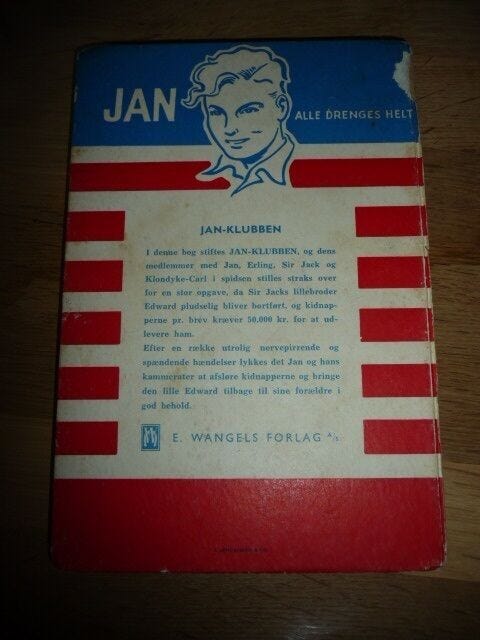 JAN
ALLE DRENGES HELT
JAN-KLUBBEN
I denne bog stiftes JAN-KLUBBEN, og dens
medlemmer med Jan, Erling, Sir Jack og
Klondyke-Carl i spidsen stilles straks over
for en stor opgave, da Sir Jacks lillebroder
Edward pludselig bliver bortført, og kidnap-
perne pr. brev kræver 50.000 kr. for at ud-
levere ham.
Efter en række utrolig nervepirrende og
spændende hændelser lykkes det Jan og hans
kammerater at afsløre kidnapperne og bringe
den lille Edward tilbage til sine forældre i
god behold.
E. WANGELS FORLAG A/S